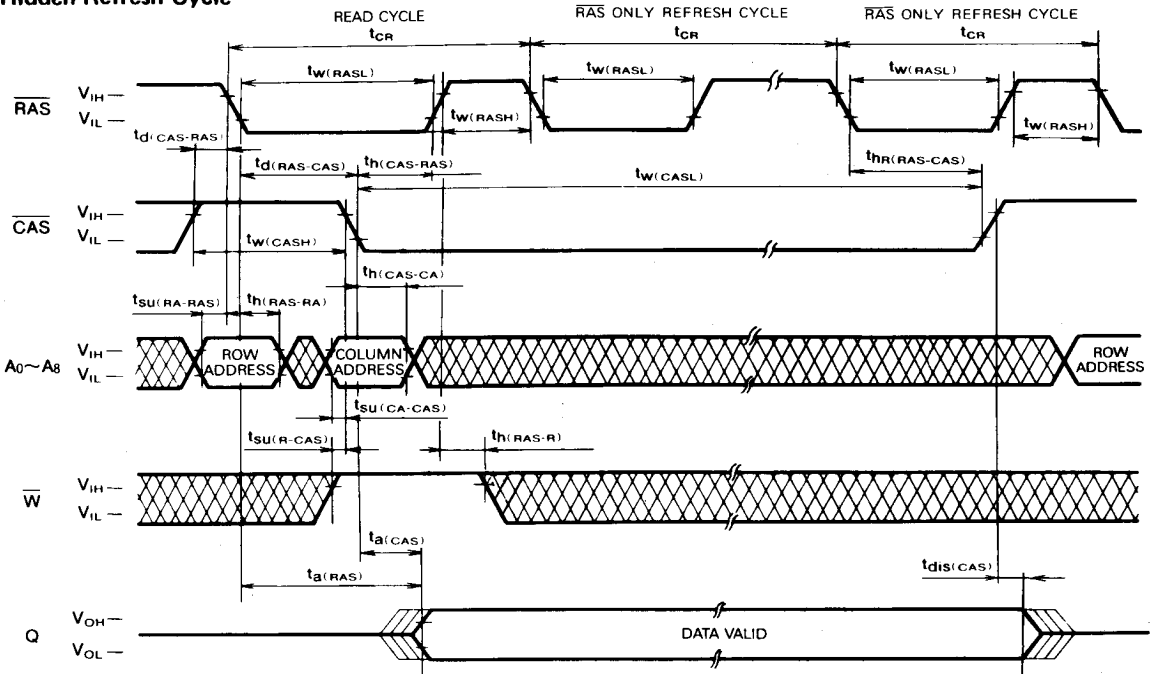 Hidden Refresh Cycle
READ CYCLE
RAS ONLY REFRESH CYCLE
RAS ONLY REFRESH CYCLE
tCR
tCR
tCR
tW(RASL)
tW(RASL)
tW(RASL)
RAS
VIH
VIL
tW(RASH)
tW(RASH)
td(CAS-RAS)
td(RAS-CAS)
th(CAS-RAS)
thR(RAS-CAS)
tW(CASL)
CAS
VIH
VIL
tW(CASH)
th(CAS-CA)
tsu(RA-RAS)
th(RAS-RA)
A0~A8
VIH
VIL
ROW ADDRESS
COLUMN ADDRESS
ROW ADDRESS
tsu(CA-CAS)
tsu(R-CAS)
th(RAS-R)
W
VIH
VIL
ta(CAS)
ta(RAS)
tdis(CAS)
Q
VOH
VOL
DATA VALID